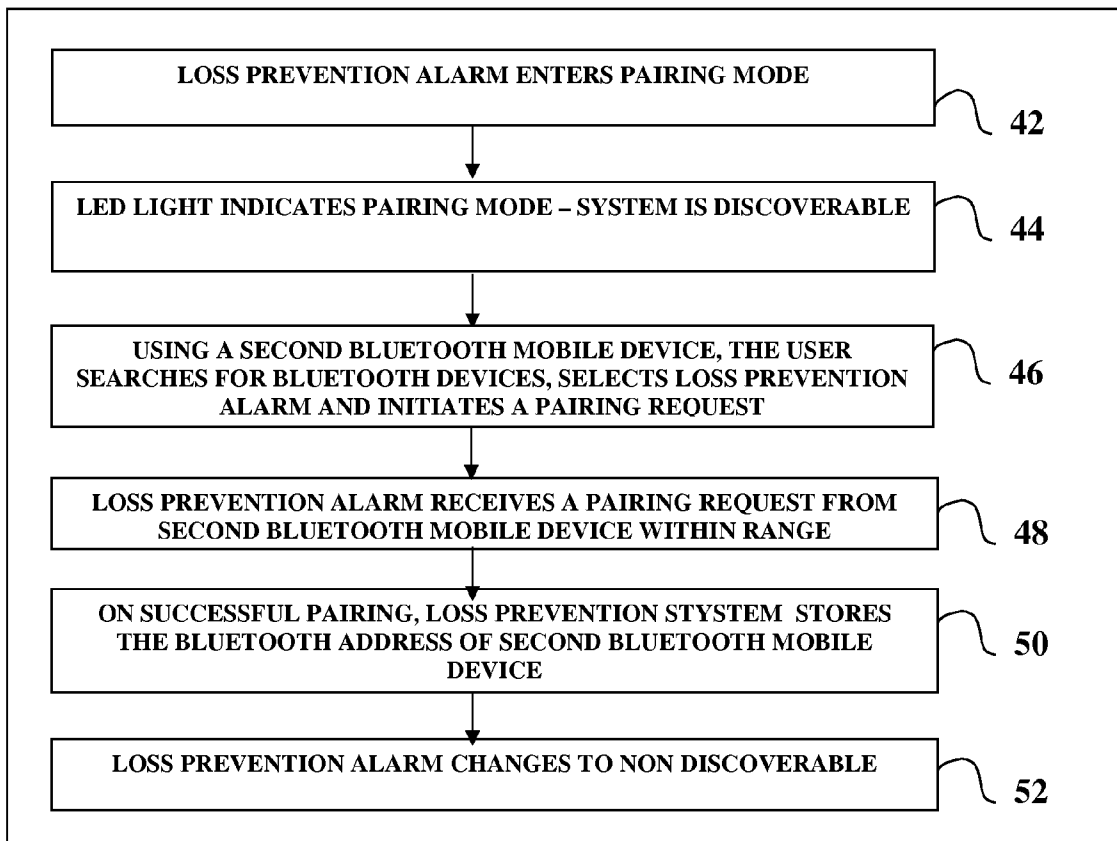 LOSS PREVENTION ALARM ENTERS PAIRING MODE
42
LED LIGHT INDICATES PAIRING MODE – SYSTEM IS DISCOVERABLE
44
USING A SECOND BLUETOOTH MOBILE DEVICE, THE USER
SEARCHES FOR BLUETOOTH DEVICES, SELECTS LOSS PREVENTION
ALARM AND INITIATES A PAIRING REQUEST
46
LOSS PREVENTION ALARM RECEIVES A PAIRING REQUEST FROM
SECOND BLUETOOTH MOBILE DEVICE WITHIN RANGE
48
ON SUCCESSFUL PAIRING, LOSS PREVENTION STYSTEM STORES
THE BLUETOOTH ADDRESS OF SECOND BLUETOOTH MOBILE
DEVICE
50
LOSS PREVENTION ALARM CHANGES TO NON DISCOVERABLE
52